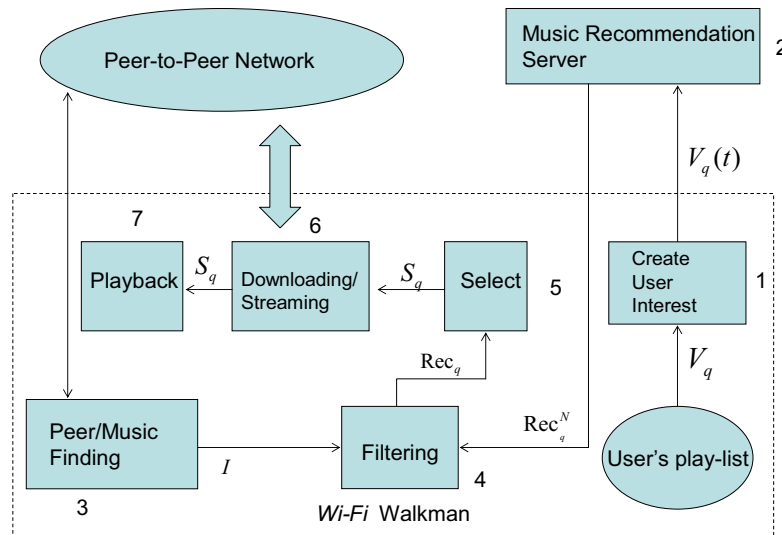 Peer-to-Peer Network
Music Recommendation
Server
2
V_q(t)
7
6
Playback
S_q
Downloading/
Streaming
S_q
Select
5
Create
User
Interest
1
Rec_q
V_q
Peer/Music
Finding
I
Filtering
Rec_q^N
User's play-list
3
4
Wi-Fi Walkman